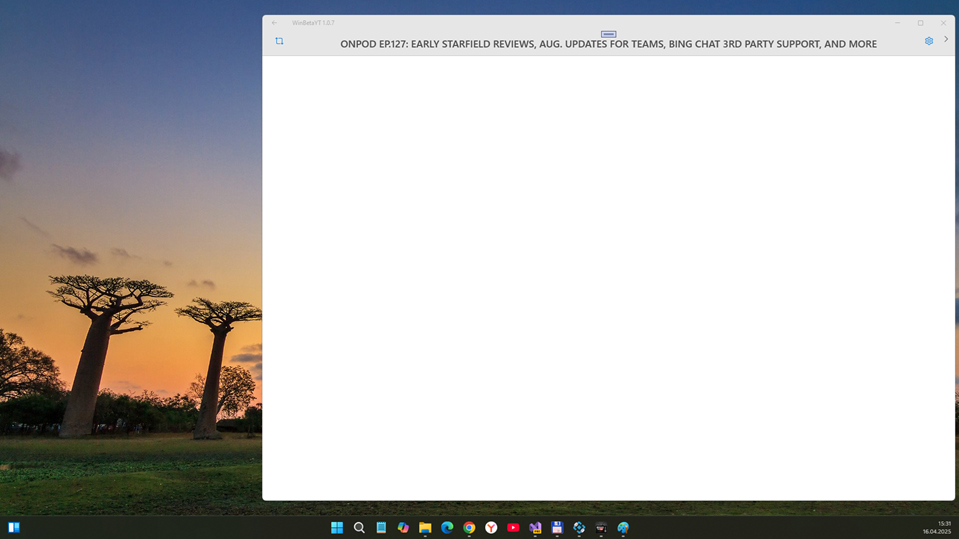 WinBetaYT 1.0.7
ONPOD EP.127: EARLY STARFIELD REVIEWS, AUG. UPDATES FOR TEAMS, BING CHAT 3RD PARTY SUPPORT, AND MORE
15:31
16.04.2025